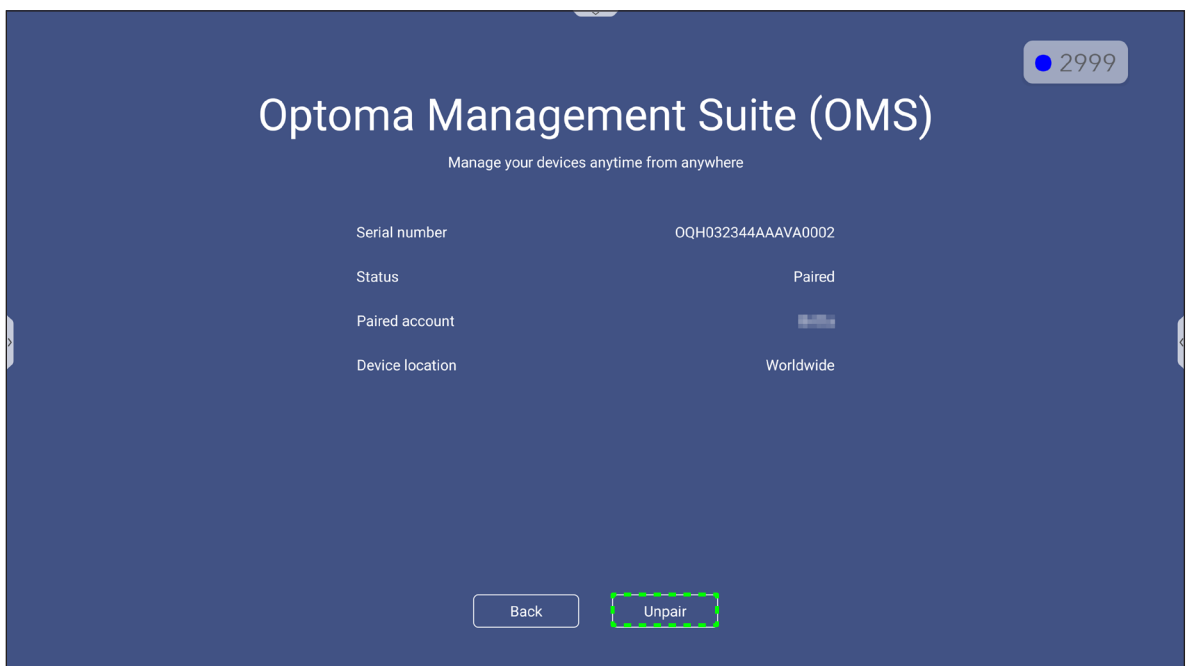 2999
Optoma Management Suite (OMS)
Manage your devices anytime from anywhere
Serial number OQH032344AAAVA0002
Status Paired
Paired account
Device location Worldwide
Back Unpair